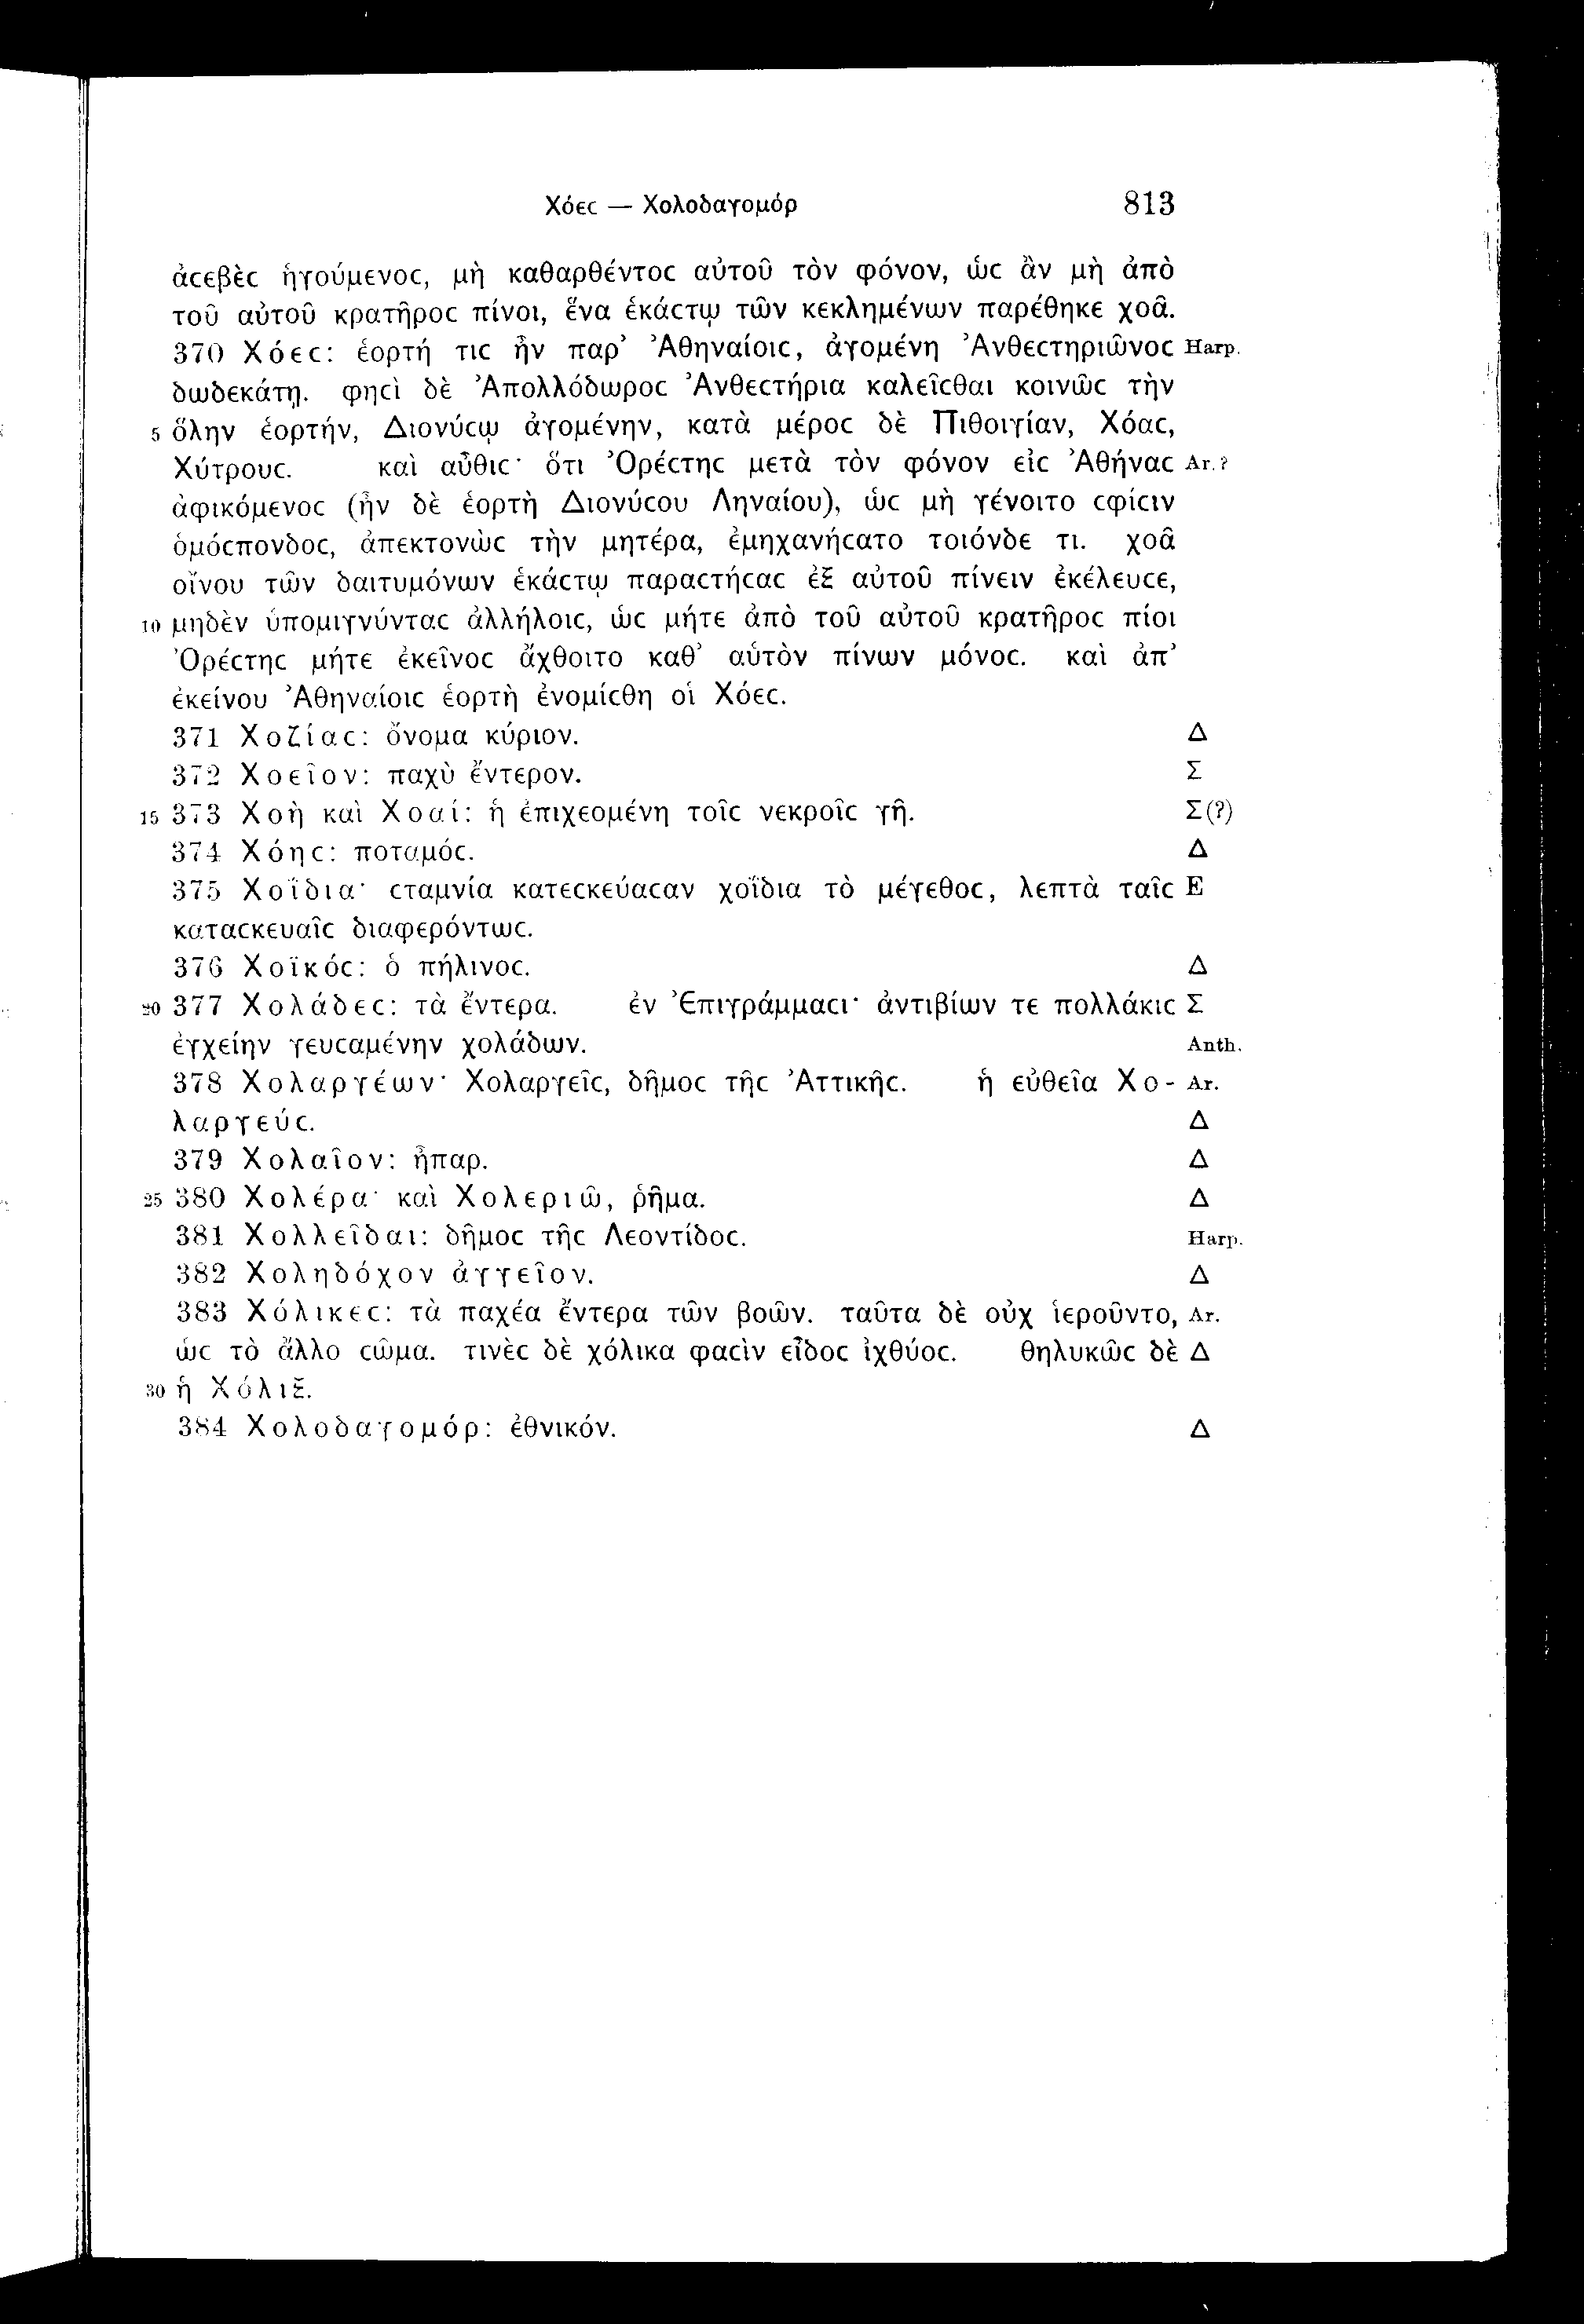 Χόεϲ — Χολοδαγομόρ 813
ἀϲεβὲϲ ἡγούμενοϲ, μὴ καθαρθέντοϲ αὐτοῦ τὸν φόνον, ὡϲ ἂν μὴ ἀπὸ
τοῦ αὐτοῦ κρατῆροϲ πίνοι, ἕνα ἑκάϲτῳ τῶν κεκλημένων παρέθηκε χοᾶ.
370 Χόεϲ: ἑορτή τιϲ ἦν παρ’ Ἀθηναίοιϲ, ἀγομένη Ἀνθεϲτηριῶνοϲ Harp.
δωδεκάτῃ. φηϲὶ δὲ Ἀπολλόδωροϲ Ἀνθεϲτήρια καλεῖϲθαι κοινῶϲ τὴν
5 ὅλην ἑορτήν, Διονύϲῳ ἀγομένην, κατὰ μέροϲ δὲ Πιθοιγίαν, Χόαϲ,
Χύτρουϲ. καὶ αὖθιϲ· ὅτι Ὀρέϲτηϲ μετὰ τὸν φόνον εἰϲ Ἀθήναϲ Ar.?
ἀφικόμενοϲ (ἦν δὲ ἑορτὴ Διονύϲου Ληναίου), ὡϲ μὴ γένοιτο ϲφίϲιν
ὁμόϲπονδοϲ, ἀπεκτονὼϲ τὴν μητέρα, ἐμηχανήϲατο τοιόνδε τι. χοᾶ
οἴνου τῶν δαιτυμόνων ἑκάϲτῳ παραϲτήϲαϲ ἐξ αὐτοῦ πίνειν ἐκέλευϲε,
10 μηδὲν ὑπομιγνύνταϲ ἀλλήλοιϲ, ὡϲ μήτε ἀπὸ τοῦ αὐτοῦ κρατῆροϲ πίοι
Ὀρέϲτηϲ μήτε ἐκεῖνοϲ ἄχθοιτο καθ’ αὑτὸν πίνων μόνοϲ. καὶ ἀπ’
ἐκείνου Ἀθηναίοιϲ ἑορτὴ ἐνομίϲθη οἱ Χόεϲ.
371 Χοζίαϲ: ὄνομα κύριον. Δ
372 Χοεῖον: παχὺ ἔντερον. Σ
15 373 Χοὴ καὶ Χοαί: ἡ ἐπιχεομένη τοῖϲ νεκροῖϲ γῆ. Σ(?)
374 Χόηϲ: ποταμόϲ. Δ
375 Χοΐδια· ϲταμνία κατεϲκεύαϲαν χοΐδια τὸ μέγεθοϲ, λεπτὰ ταῖϲ E
καταϲκευαῖϲ διαφερόντωϲ.
376 Χοϊκόϲ: ὁ πήλινοϲ. Δ
20 377 Χολάδεϲ: τὰ ἔντερα. ἐν Ἐπιγράμμαϲι· ἀντιβίων τε πολλάκιϲ Σ
ἐγχείην γευϲαμένην χολάδων. Anth.
378 Χολαργέων· Χολαργεῖϲ, δῆμοϲ τῆϲ Ἀττικῆϲ. ἡ εὐθεῖα Χο- Ar.
λαργεύϲ. Δ
379 Χολαῖον: ἧπαρ. Δ
25 380 Χολέρα· καὶ Χολεριῶ, ῥῆμα. Δ
381 Χολλεῖδαι: δῆμοϲ τῆϲ Λεοντίδοϲ. Harp.
382 Χοληδόχον ἀγγεῖον. Δ
383 Χόλικεϲ: τὰ παχέα ἔντερα τῶν βοῶν. ταῦτα δὲ οὐχ ἱεροῦντο, Ar.
ὡϲ τὸ ἄλλο ϲῶμα. τινὲϲ δὲ χόλικα φαϲὶν εἶδοϲ ἰχθύοϲ. θηλυκῶϲ δὲ Δ
30 ἡ Χόλιξ.
384 Χολοδαγομόρ: ἐθνικόν. Δ